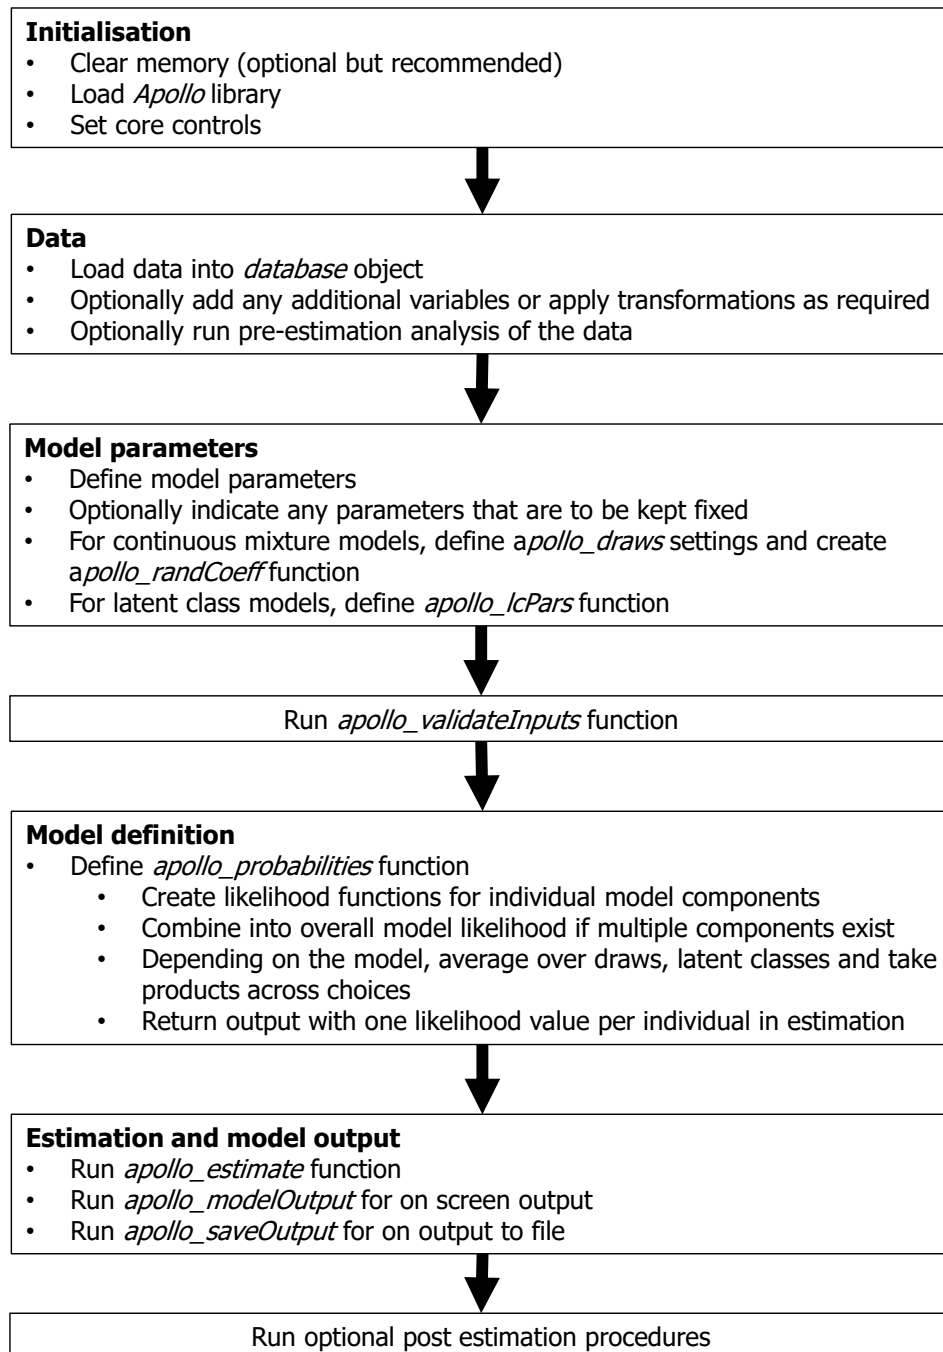 Initialisation
• Clear memory (optional but recommended)
• Load Apollo library
• Set core controls
Data
• Load data into database object
• Optionally add any additional variables or apply transformations as required
• Optionally run pre-estimation analysis of the data
Model parameters
• Define model parameters
• Optionally indicate any parameters that are to be kept fixed
• For continuous mixture models, define apollo_draws settings and create
apollo_randCoeff function
• For latent class models, define apollo_lcPars function
Run apollo_validateInputs function
Model definition
• Define apollo_probabilities function
• Create likelihood functions for individual model components
• Combine into overall model likelihood if multiple components exist
• Depending on the model, average over draws, latent classes and take
products across choices
• Return output with one likelihood value per individual in estimation
Estimation and model output
• Run apollo_estimate function
• Run apollo_modelOutput for on screen output
• Run apollo_saveOutput for on output to file
Run optional post estimation procedures